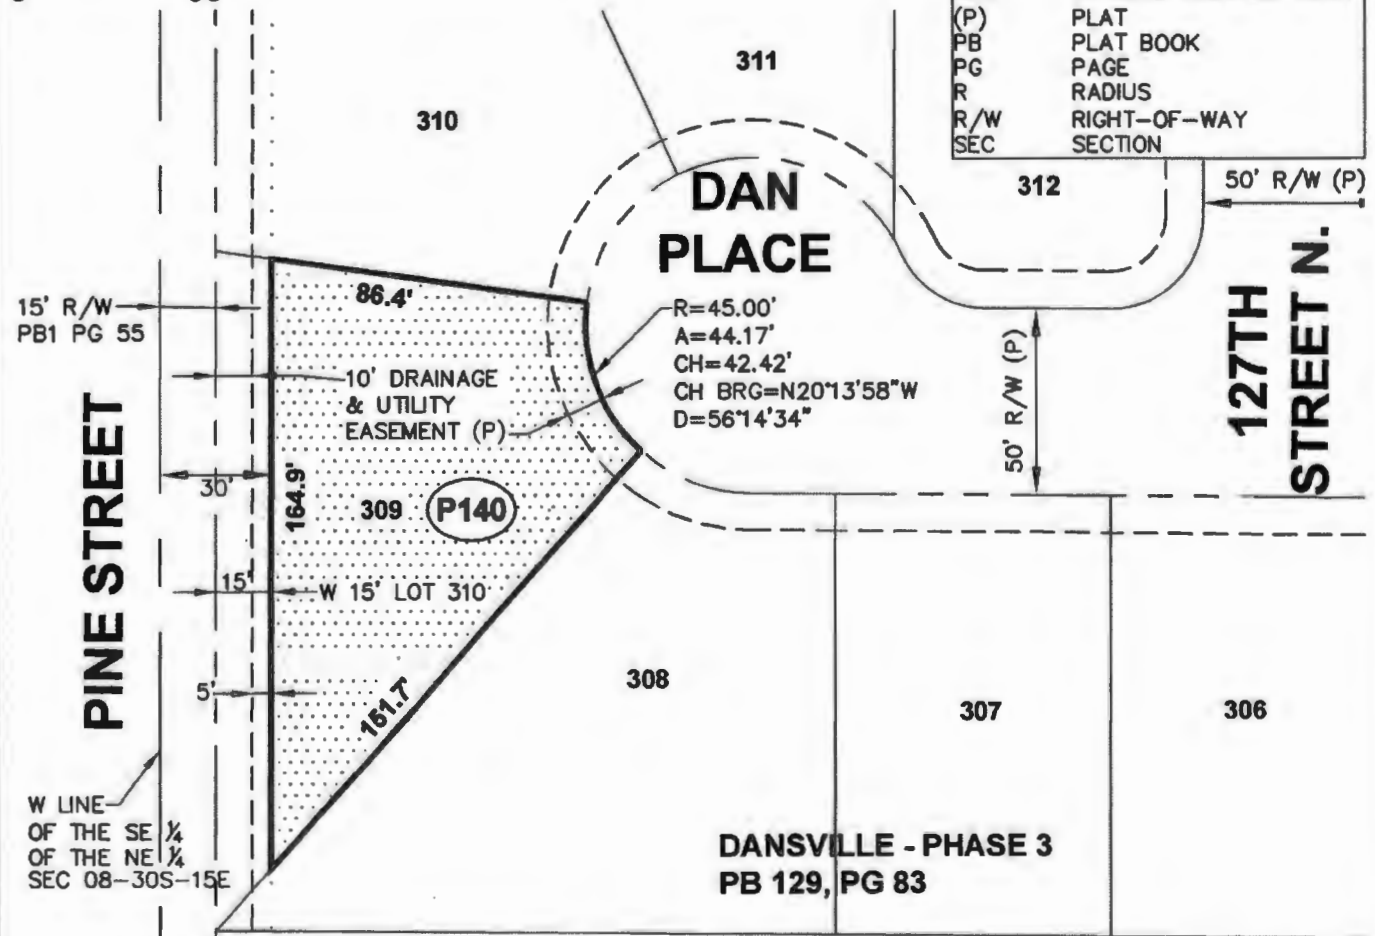 (P) PLAT
PB PLAT BOOK
PG PAGE
R RADIUS
R/W RIGHT-OF-WAY
SEC SECTION
311
310
312
50' R/W (P)
DAN
PLACE
127TH
STREET N.
86.4'
15' R/W
PB1 PG 55
R=45.00'
A=44.17'
CH=42.42'
CH BRG=N20°13'58"W
D=56°14'34"
50' R/W (P)
10' DRAINAGE
& UTILITY
EASEMENT (P)
PINE STREET
30'
164.9'
309
P140
15'
W 15' LOT 310
5'
151.7'
308
307
306
W LINE
OF THE SE ¼
OF THE NE ¼
SEC 08-30S-15E
DANSVILLE - PHASE 3
PB 129, PG 83